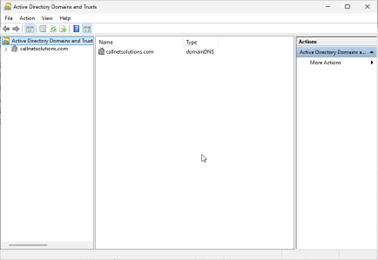 Active Directory Domains and Trusts
File Action View Help
Active Directory Domains and Trust
callnetsolutions.com
Name Type
callnetsolutions.com domainDNS
Actions
Active Directory Domains a...
More Actions